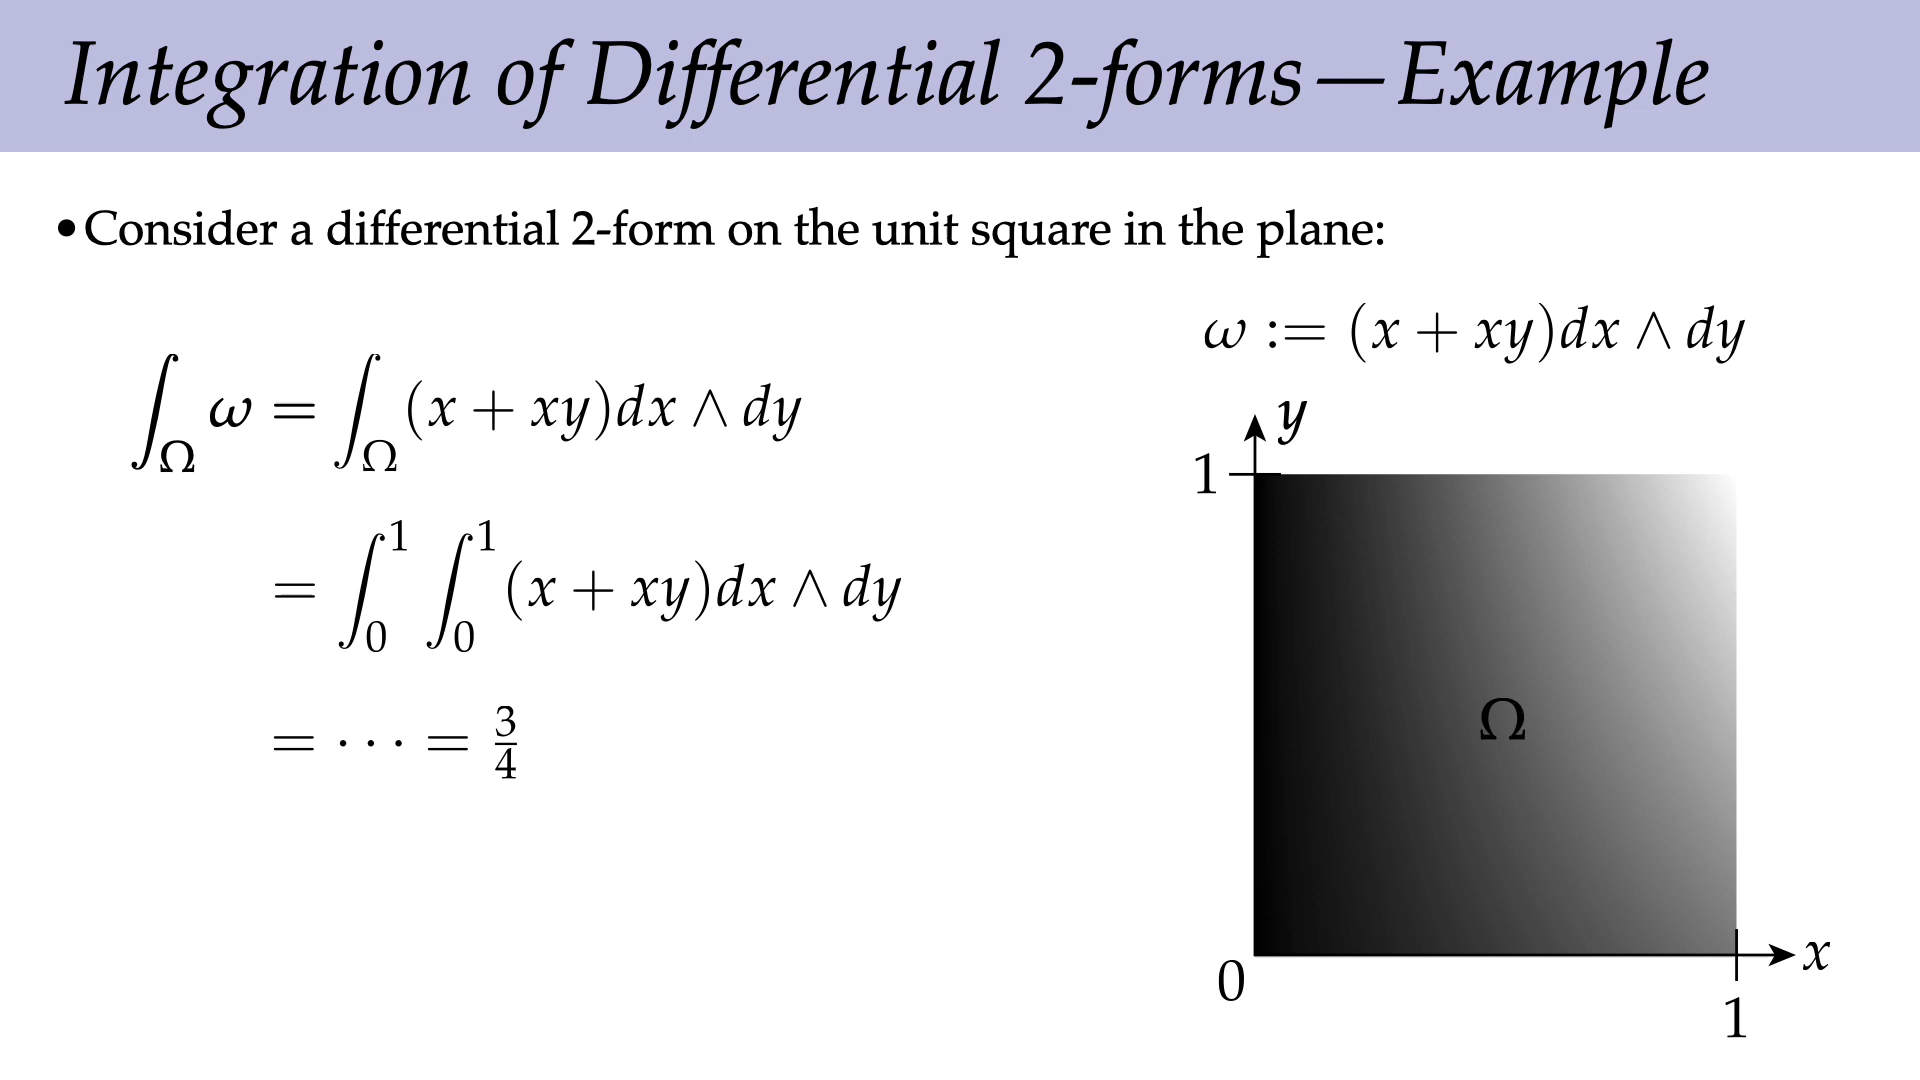 Integration of Differential 2-forms—Example
•Consider a differential 2-form on the unit square in the plane:
ω := (x + xy)dx ∧ dy
∫_Ω ω = ∫_Ω (x + xy)dx ∧ dy
= ∫_0^1 ∫_0^1 (x + xy)dx ∧ dy
= ··· = 3/4
y
1
Ω
x
0
1